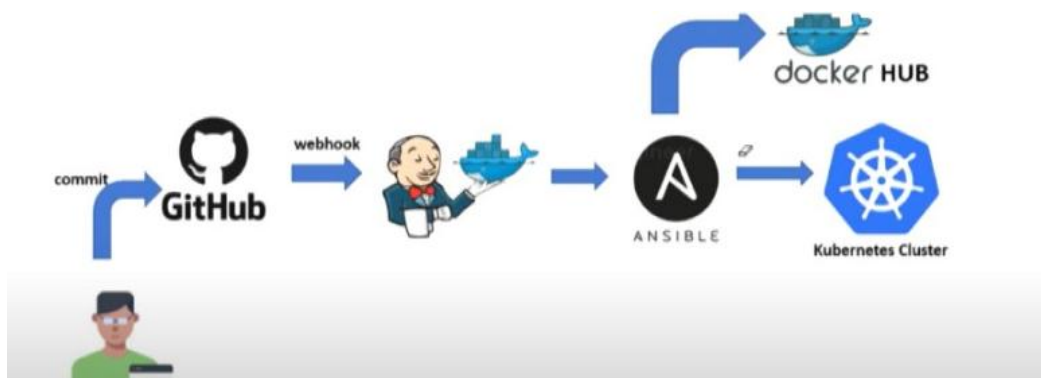 docker HUB
webhook
commit
GitHub
ANSIBLE
Kubernetes Cluster